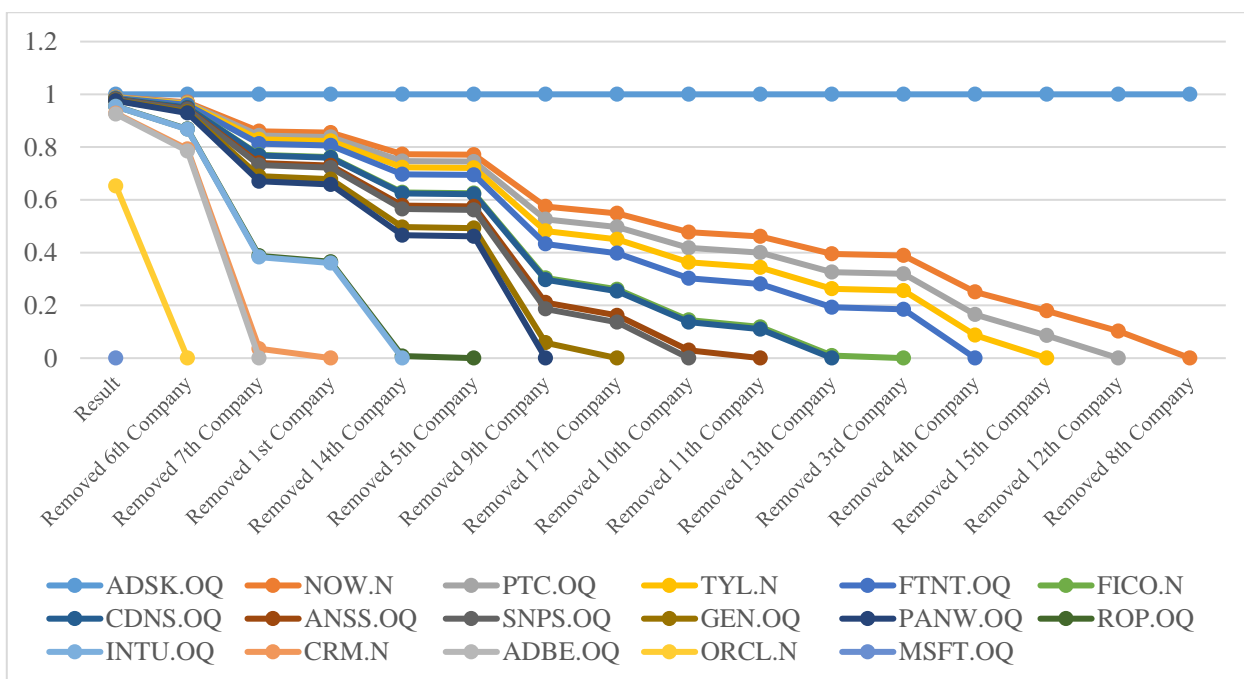 1.2
1
0.8
0.6
0.4
0.2
0
Result
Removed 6th Company
Removed 7th Company
Removed 1st Company
Removed 14th Company
Removed 5th Company
Removed 9th Company
Removed 17th Company
Removed 10th Company
Removed 11th Company
Removed 13th Company
Removed 3rd Company
Removed 4th Company
Removed 15th Company
Removed 12th Company
Removed 8th Company
ADSK.OQ NOW.N PTC.OQ TYL.N FTNT.OQ FICO.N
CDNS.OQ ANSS.OQ SNPS.OQ GEN.OQ PANW.OQ ROP.OQ
INTU.OQ CRM.N ADBE.OQ ORCL.N MSFT.OQ